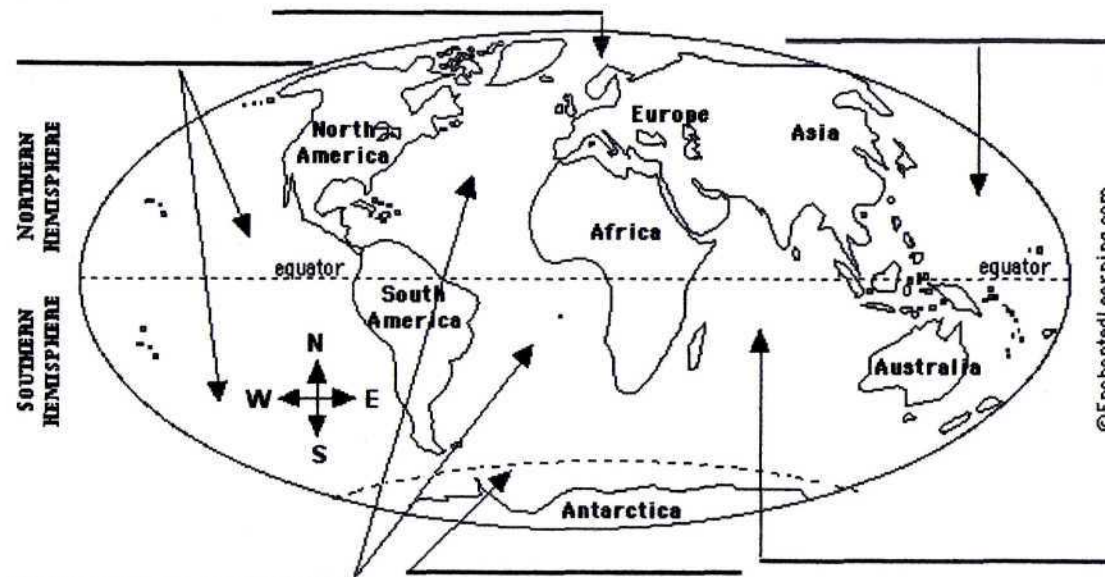 NORTHERN
HEMISPHERE
SOUTHERN
HEMISPHERE
North
America
Europe
Asia
Africa
equator
equator
South
America
Australia
N
W
E
S
Antarctica
©EnchantedLearning.com